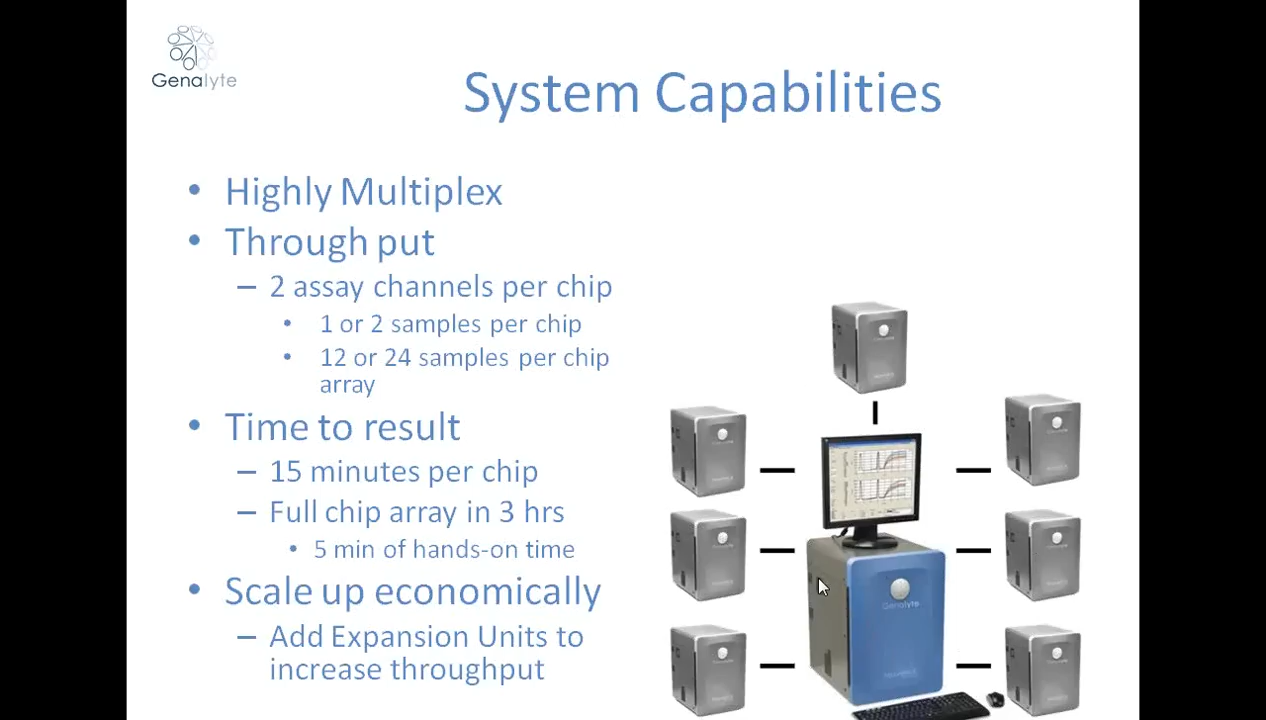 Genalyte
System Capabilities
• Highly Multiplex
• Through put
– 2 assay channels per chip
• 1 or 2 samples per chip
• 12 or 24 samples per chip
array
• Time to result
– 15 minutes per chip
– Full chip array in 3 hrs
• 5 min of hands-on time
• Scale up economically
– Add Expansion Units to
increase throughput
Genalyte